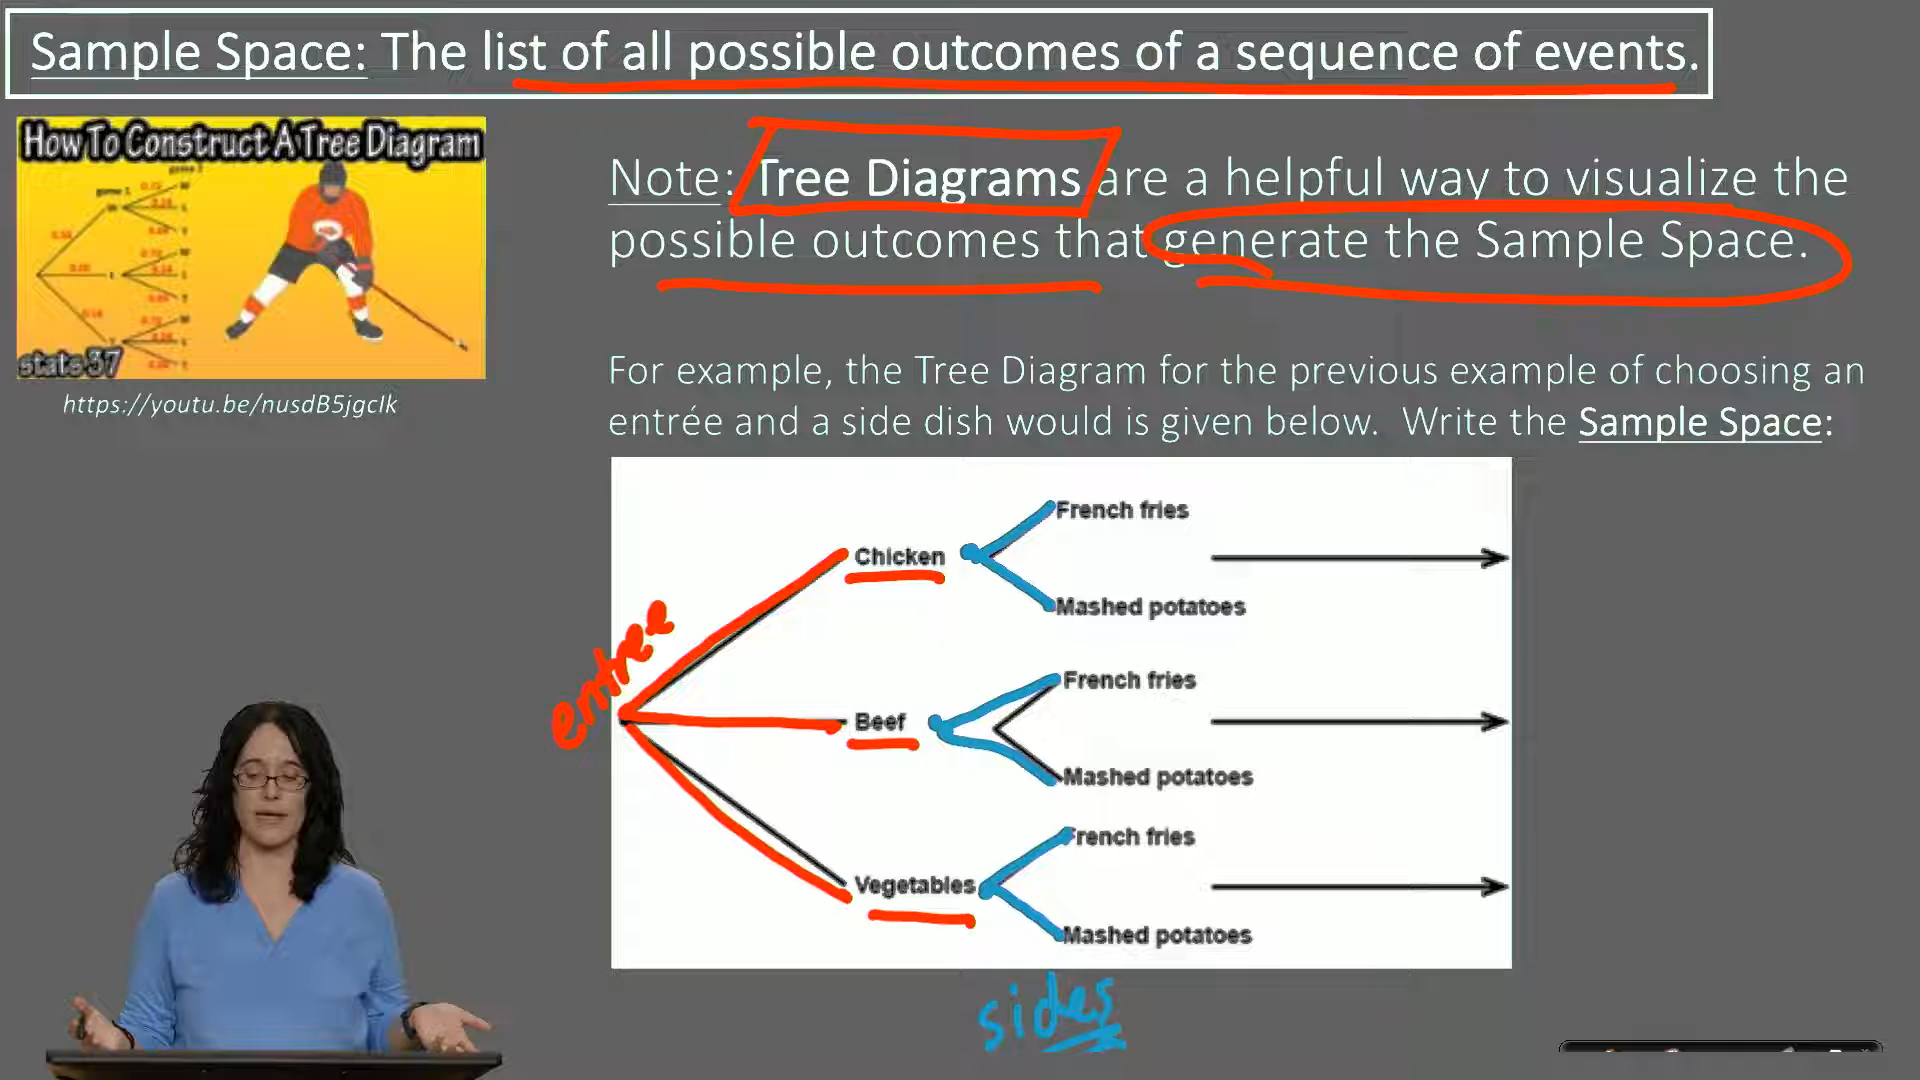 Sample Space: The list of all possible outcomes of a sequence of events.
How To Construct A Tree Diagram
stats 37
https://youtu.be/nusdB5jgcIk
Note: Tree Diagrams are a helpful way to visualize the
possible outcomes that generate the Sample Space.
For example, the Tree Diagram for the previous example of choosing an
entrée and a side dish would is given below. Write the Sample Space:
entree
Chicken
French fries
Mashed potatoes
Beef
French fries
Mashed potatoes
Vegetables
French fries
Mashed potatoes
sides